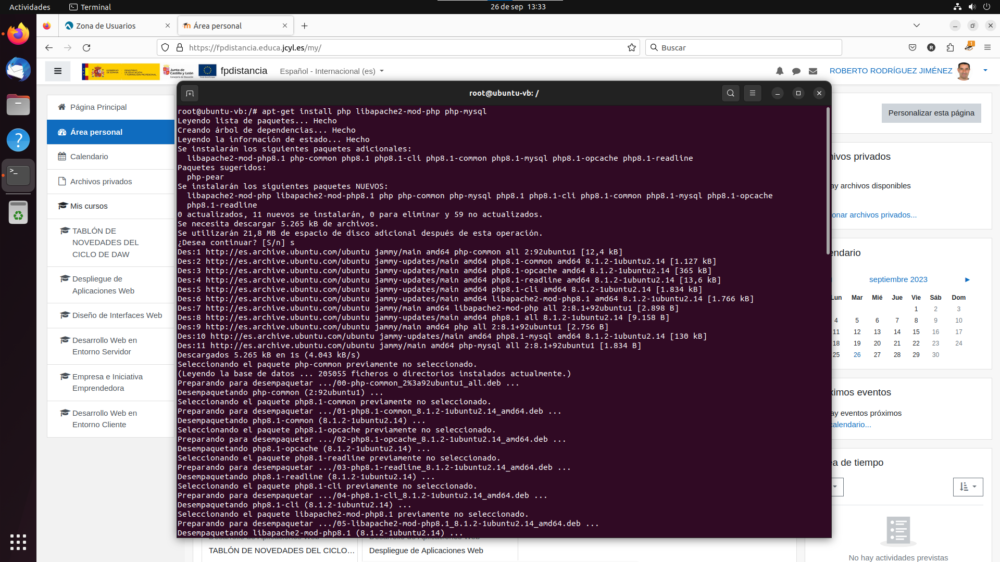 Actividades
Terminal
26 de sep 13:33
Zona de Usuarios
Área personal
https://fpdistancia.educa.jcyl.es/my/
Buscar
1
R
GOBIERNO DE ESPAÑA
Junta de Castilla y León
fpdistancia
Español - Internacional (es)
ROBERTO RODRÍGUEZ JIMÉNEZ
Página Principal
Área personal
Calendario
Archivos privados
Mis cursos
TABLÓN DE
NOVEDADES DEL
CICLO DE DAW
Despliegue de
Aplicaciones Web
Diseño de Interfaces Web
Desarrollo Web en
Entorno Servidor
Empresa e Iniciativa
Emprendedora
Desarrollo Web en
Entorno Cliente
root@ubuntu-vb: /
root@ubuntu-vb:/# apt-get install php libapache2-mod-php php-mysql
Leyendo lista de paquetes... Hecho
Creando árbol de dependencias... Hecho
Leyendo la información de estado... Hecho
Se instalarán los siguientes paquetes adicionales:
  libapache2-mod-php8.1 php-common php8.1 php8.1-cli php8.1-common php8.1-mysql php8.1-opcache php8.1-readline
Paquetes sugeridos:
  php-pear
Se instalarán los siguientes paquetes NUEVOS:
  libapache2-mod-php libapache2-mod-php8.1 php php-common php-mysql php8.1 php8.1-cli php8.1-common php8.1-mysql php8.1-opcache
  php8.1-readline
0 actualizados, 11 nuevos se instalarán, 0 para eliminar y 59 no actualizados.
Se necesita descargar 5.265 kB de archivos.
Se utilizarán 21,8 MB de espacio de disco adicional después de esta operación.
¿Desea continuar? [S/n] s
Des:1 http://es.archive.ubuntu.com/ubuntu jammy/main amd64 php-common all 2:92ubuntu1 [12,4 kB]
Des:2 http://es.archive.ubuntu.com/ubuntu jammy-updates/main amd64 php8.1-common amd64 8.1.2-1ubuntu2.14 [1.127 kB]
Des:3 http://es.archive.ubuntu.com/ubuntu jammy-updates/main amd64 php8.1-opcache amd64 8.1.2-1ubuntu2.14 [365 kB]
Des:4 http://es.archive.ubuntu.com/ubuntu jammy-updates/main amd64 php8.1-readline amd64 8.1.2-1ubuntu2.14 [13,6 kB]
Des:5 http://es.archive.ubuntu.com/ubuntu jammy-updates/main amd64 php8.1-cli amd64 8.1.2-1ubuntu2.14 [1.834 kB]
Des:6 http://es.archive.ubuntu.com/ubuntu jammy-updates/main amd64 libapache2-mod-php8.1 amd64 8.1.2-1ubuntu2.14 [1.766 kB]
Des:7 http://es.archive.ubuntu.com/ubuntu jammy/main amd64 libapache2-mod-php all 2:8.1+92ubuntu1 [2.898 B]
Des:8 http://es.archive.ubuntu.com/ubuntu jammy-updates/main amd64 php8.1 all 8.1.2-1ubuntu2.14 [9.158 B]
Des:9 http://es.archive.ubuntu.com/ubuntu jammy/main amd64 php all 2:8.1+92ubuntu1 [2.756 B]
Des:10 http://es.archive.ubuntu.com/ubuntu jammy-updates/main amd64 php8.1-mysql amd64 8.1.2-1ubuntu2.14 [130 kB]
Des:11 http://es.archive.ubuntu.com/ubuntu jammy/main amd64 php-mysql all 2:8.1+92ubuntu1 [1.834 B]
Descargados 5.265 kB en 1s (4.043 kB/s)
Seleccionando el paquete php-common previamente no seleccionado.
(Leyendo la base de datos ... 205055 ficheros o directorios instalados actualmente.)
Preparando para desempaquetar .../00-php-common_2%3a92ubuntu1_all.deb ...
Desempaquetando php-common (2:92ubuntu1) ...
Seleccionando el paquete php8.1-common previamente no seleccionado.
Preparando para desempaquetar .../01-php8.1-common_8.1.2-1ubuntu2.14_amd64.deb ...
Desempaquetando php8.1-common (8.1.2-1ubuntu2.14) ...
Seleccionando el paquete php8.1-opcache previamente no seleccionado.
Preparando para desempaquetar .../02-php8.1-opcache_8.1.2-1ubuntu2.14_amd64.deb ...
Desempaquetando php8.1-opcache (8.1.2-1ubuntu2.14) ...
Seleccionando el paquete php8.1-readline previamente no seleccionado.
Preparando para desempaquetar .../03-php8.1-readline_8.1.2-1ubuntu2.14_amd64.deb ...
Desempaquetando php8.1-readline (8.1.2-1ubuntu2.14) ...
Seleccionando el paquete php8.1-cli previamente no seleccionado.
Preparando para desempaquetar .../04-php8.1-cli_8.1.2-1ubuntu2.14_amd64.deb ...
Desempaquetando php8.1-cli (8.1.2-1ubuntu2.14) ...
Seleccionando el paquete libapache2-mod-php8.1 previamente no seleccionado.
Preparando para desempaquetar .../05-libapache2-mod-php8.1_8.1.2-1ubuntu2.14_amd64.deb ...
Desempaquetando libapache2-mod-php8.1 (8.1.2-1ubuntu2.14) ...
TABLÓN DE NOVEDADES DEL CICLO...
Despliegue de Aplicaciones Web
Personalizar esta página
ivos privados
ay archivos disponibles
onar archivos privados...
endario
septiembre 2023
Lun Mar Mié Jue Vie Sáb Dom
1 2 3
4 5 6 7 8 9 10
11 12 13 14 15 16 17
18 19 20 21 22 23 24
25 26 27 28 29 30
ximos eventos
ay eventos próximos
calendario...
ea de tiempo
No hay actividades previstas